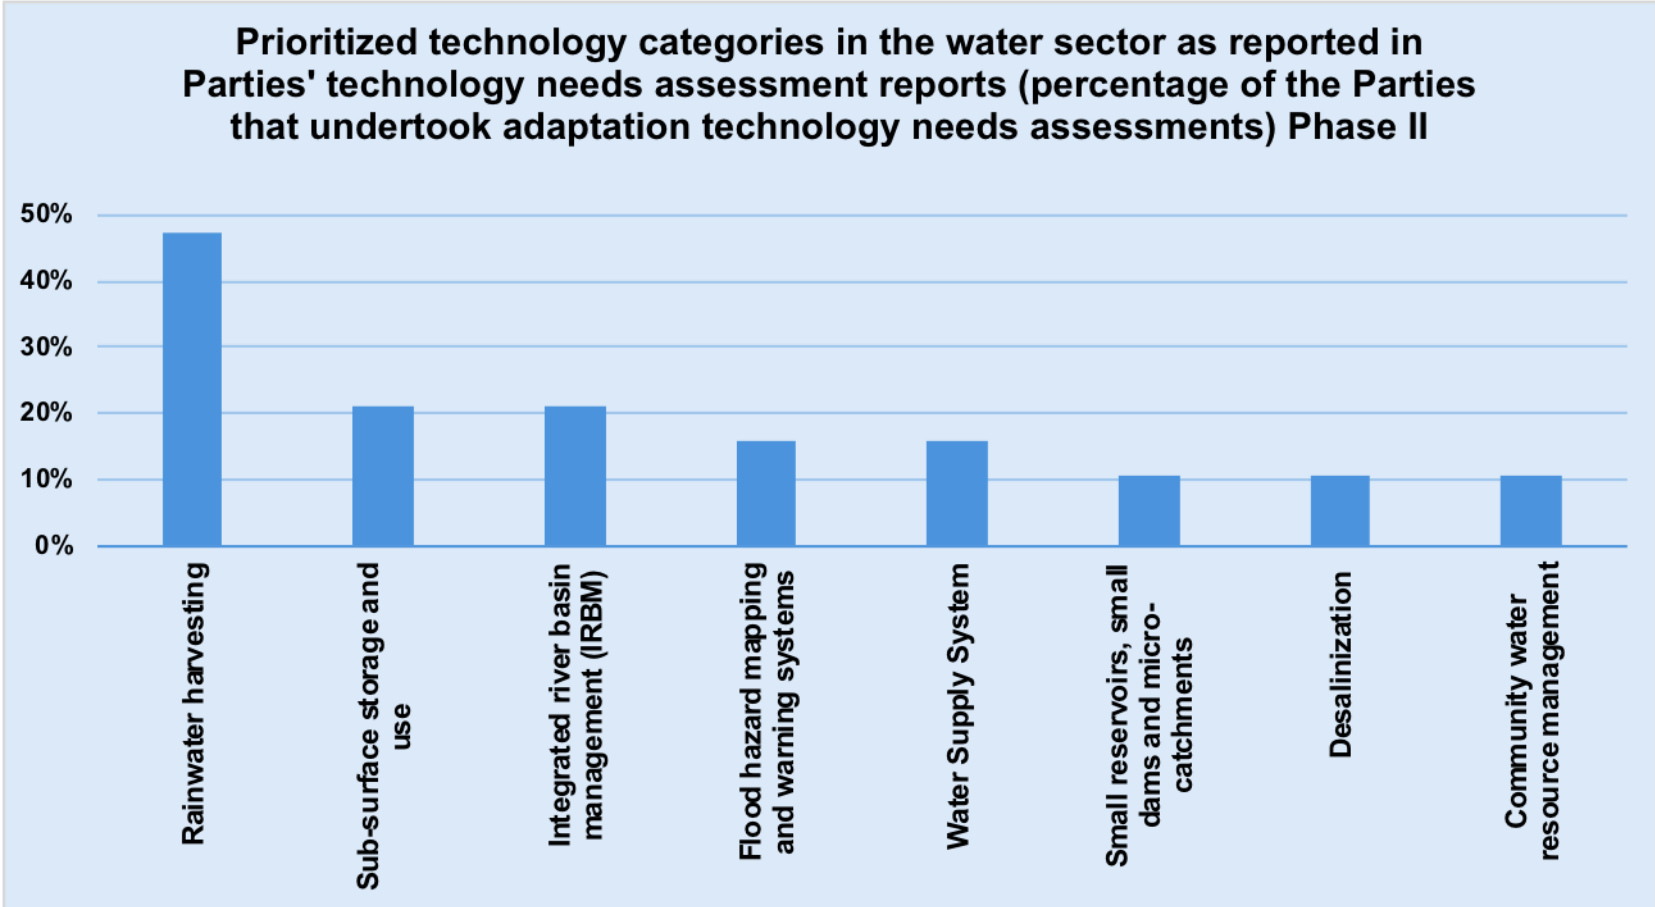 Prioritized technology categories in the water sector as reported in
Parties' technology needs assessment reports (percentage of the Parties
that undertook adaptation technology needs assessments) Phase II
50%
40%
30%
20%
10%
0%
Rainwater harvesting
Sub-surface storage and
use
Integrated river basin
management (IRBM)
Flood hazard mapping
and warning systems
Water Supply System
Small reservoirs, small
dams and micro-
catchments
Desalinization
Community water
resource management